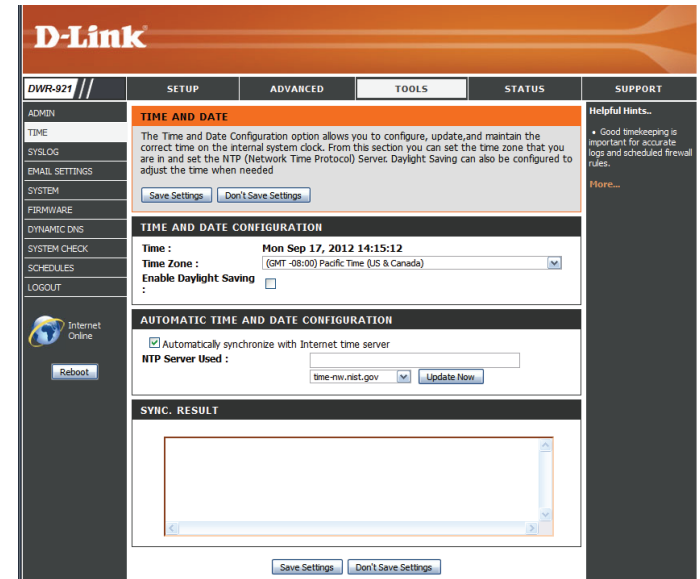 D-Link
DWR-921 // SETUP ADVANCED TOOLS STATUS SUPPORT
ADMIN
TIME
SYSLOG
EMAIL SETTINGS
SYSTEM
FIRMWARE
DYNAMIC DNS
SYSTEM CHECK
SCHEDULES
LOGOUT
Internet
Online
Reboot
TIME AND DATE
The Time and Date Configuration option allows you to configure, update,and maintain the
correct time on the internal system clock. From this section you can set the time zone that you
are in and set the NTP (Network Time Protocol) Server. Daylight Saving can also be configured to
adjust the time when needed
Save Settings Don't Save Settings
TIME AND DATE CONFIGURATION
Time : Mon Sep 17, 2012 14:15:12
Time Zone : (GMT -08:00) Pacific Time (US & Canada)
Enable Daylight Saving
:
AUTOMATIC TIME AND DATE CONFIGURATION
Automatically synchronize with Internet time server
NTP Server Used :
time-nw.nist.gov Update Now
SYNC. RESULT
Save Settings Don't Save Settings
Helpful Hints..
• Good timekeeping is
important for accurate
logs and scheduled firewall
rules.
More...